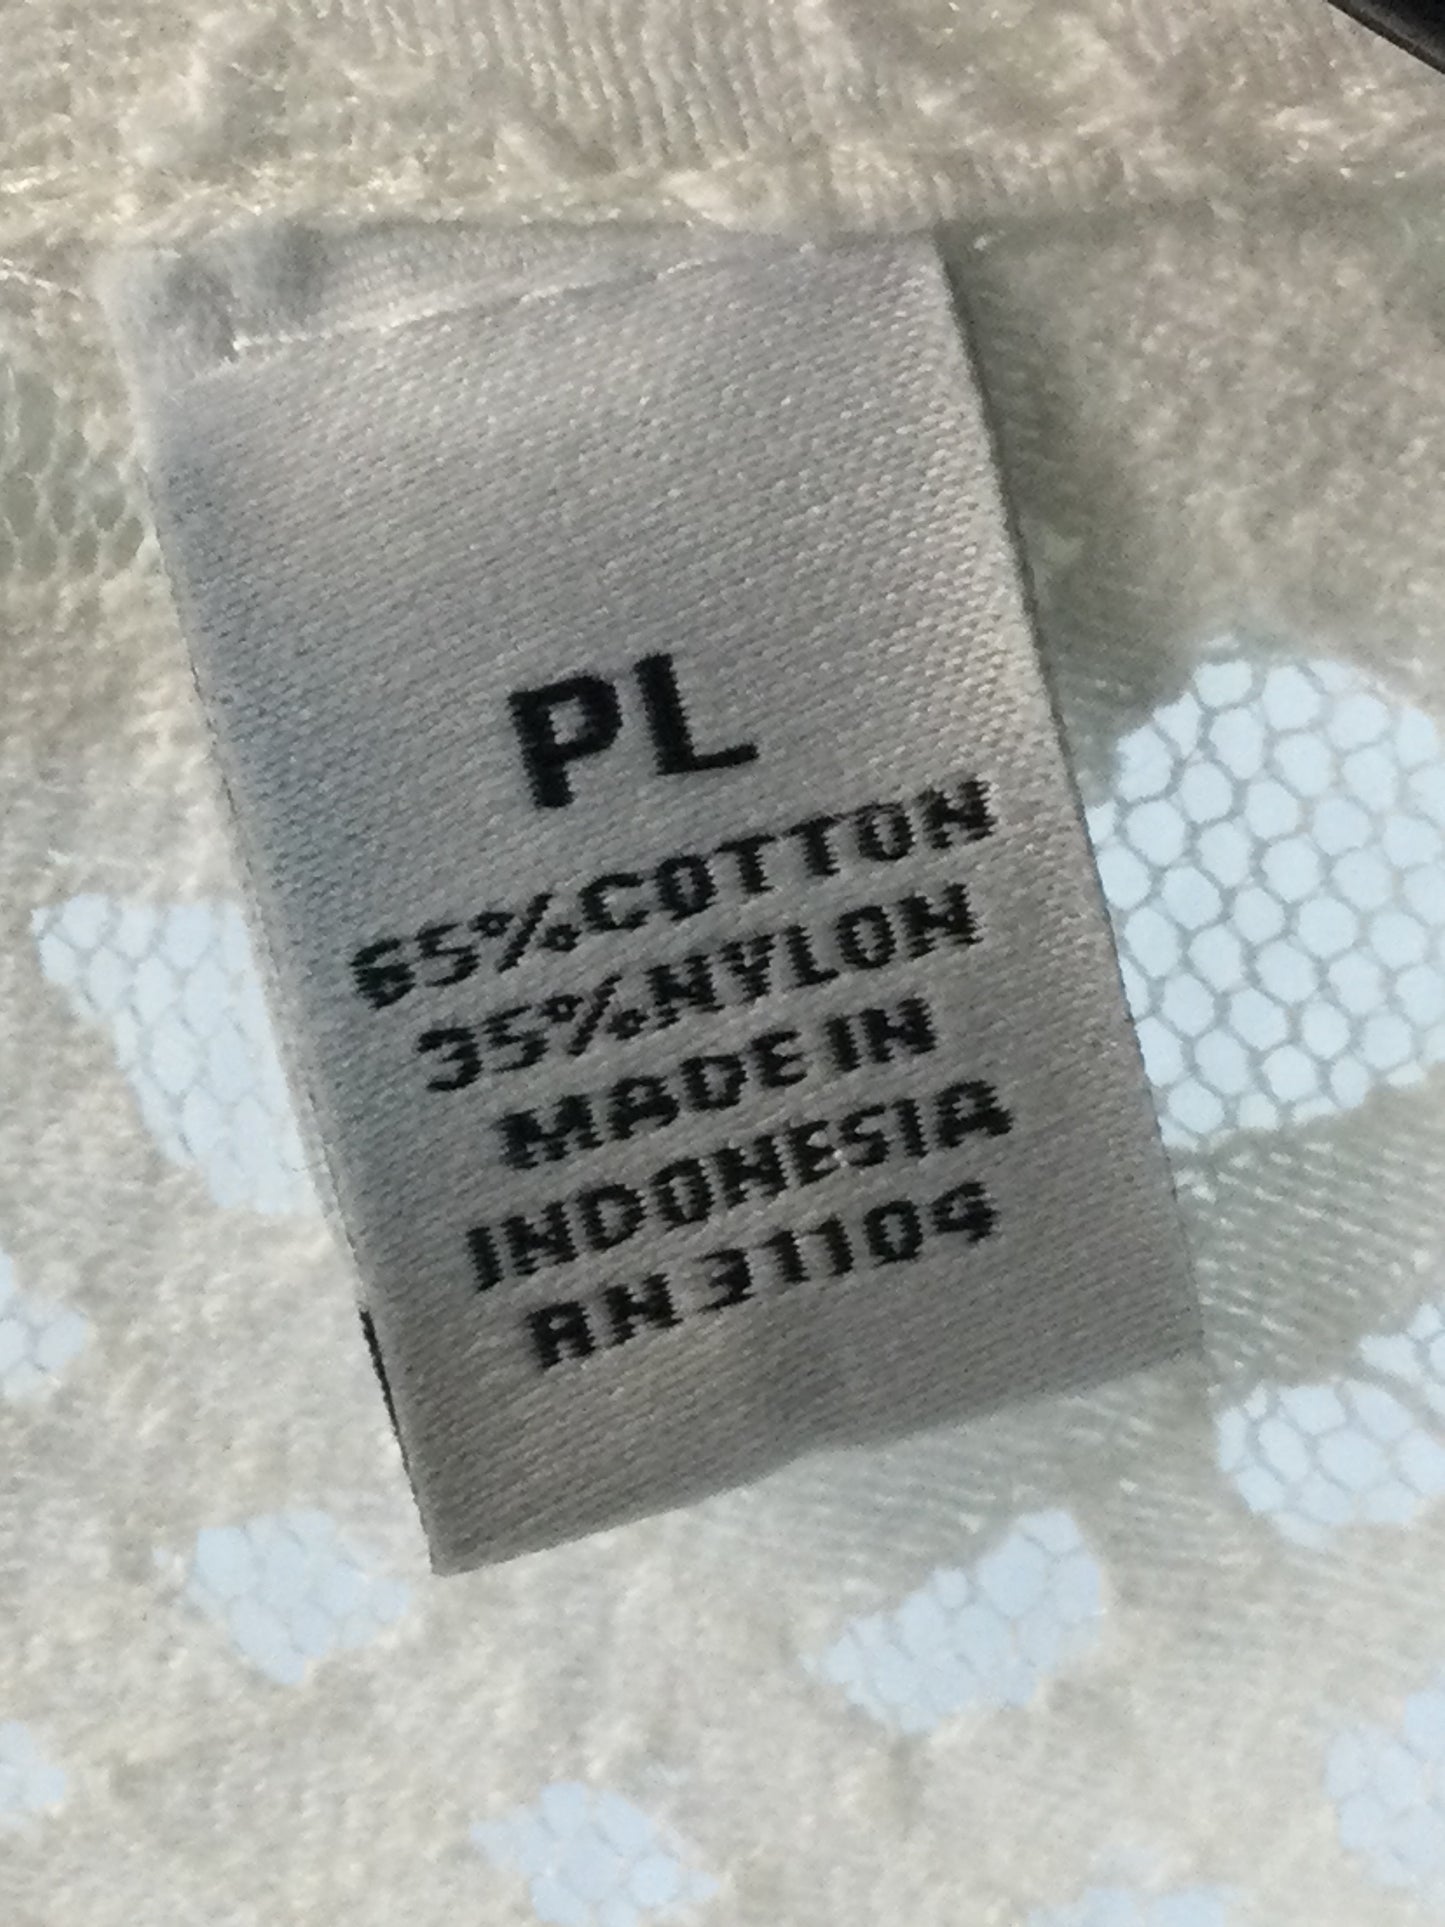 PL
65%COTTON
35%NYLON
MADE IN
INDONESIA
RN 31104